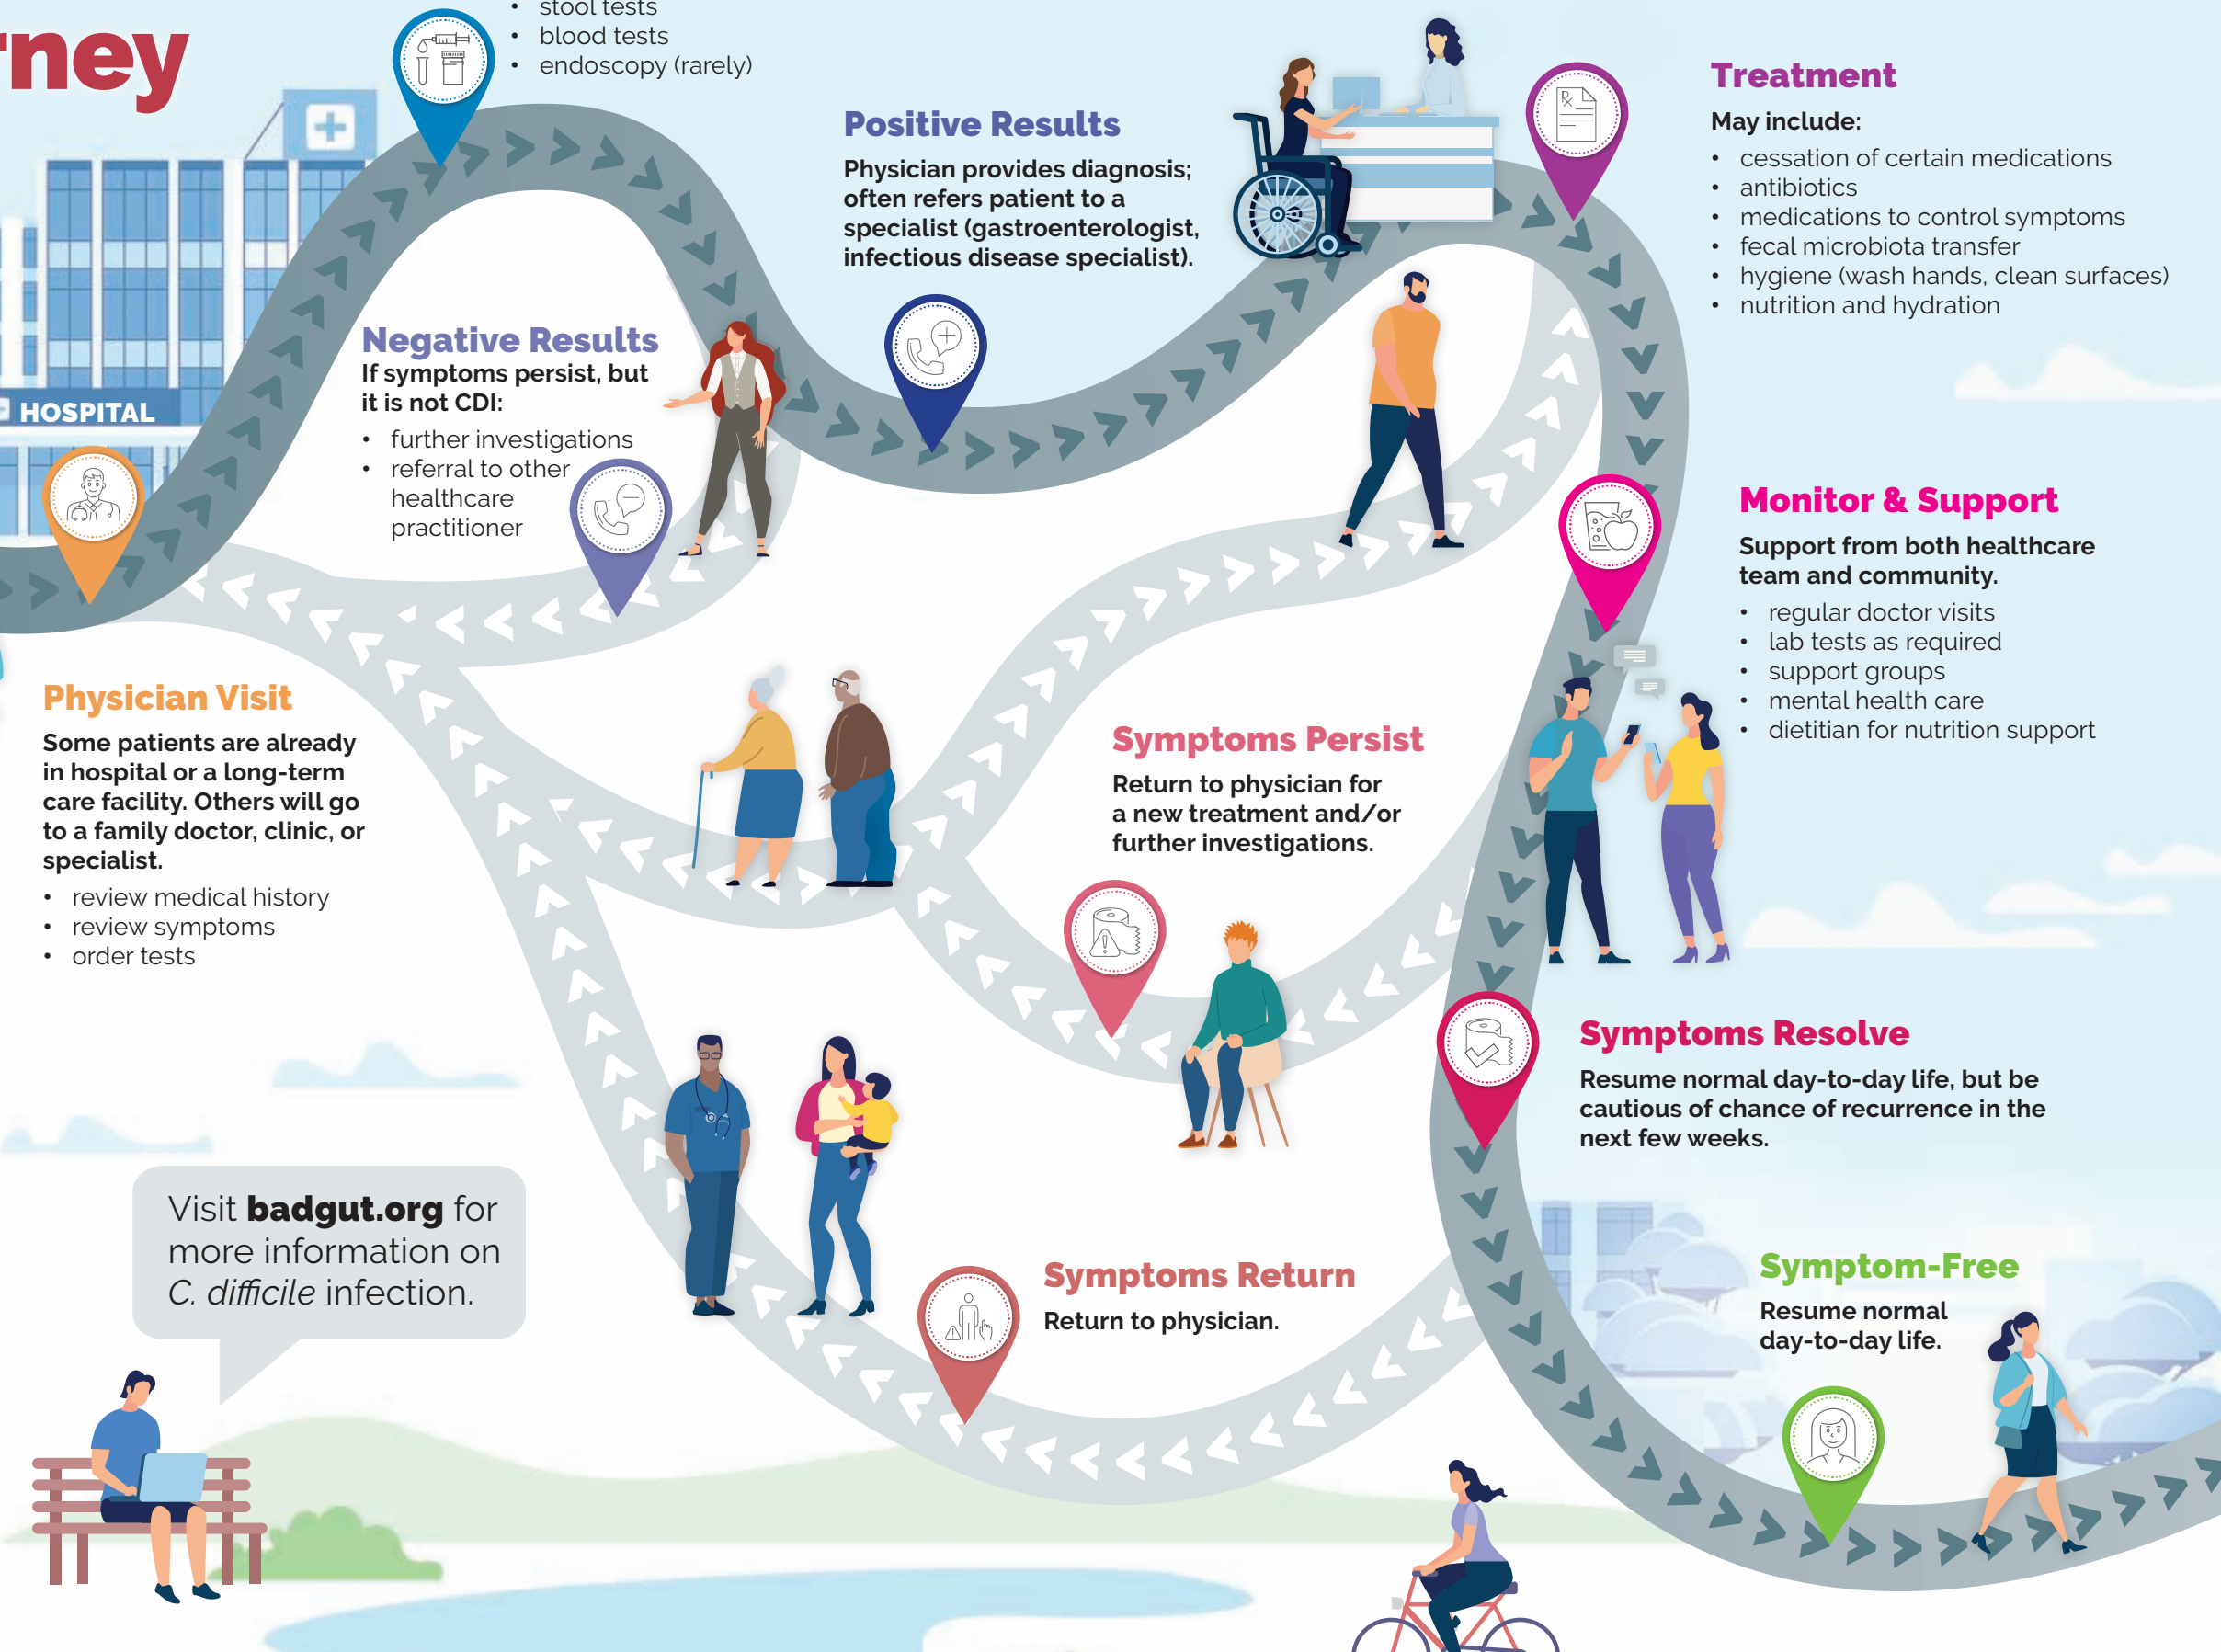 rney
• stool tests
• blood tests
• endoscopy (rarely)
Positive Results
Physician provides diagnosis;
often refers patient to a
specialist (gastroenterologist,
infectious disease specialist).
Treatment
May include:
• cessation of certain medications
• antibiotics
• medications to control symptoms
• fecal microbiota transfer
• hygiene (wash hands, clean surfaces)
• nutrition and hydration
Negative Results
If symptoms persist, but
it is not CDI:
• further investigations
• referral to other
healthcare
practitioner
HOSPITAL
Monitor & Support
Support from both healthcare
team and community.
• regular doctor visits
• lab tests as required
• support groups
• mental health care
• dietitian for nutrition support
Physician Visit
Some patients are already
in hospital or a long-term
care facility. Others will go
to a family doctor, clinic, or
specialist.
• review medical history
• review symptoms
• order tests
Symptoms Persist
Return to physician for
a new treatment and/or
further investigations.
Symptoms Resolve
Resume normal day-to-day life, but be
cautious of chance of recurrence in the
next few weeks.
Visit badgut.org for
more information on
C. difficile infection.
Symptoms Return
Return to physician.
Symptom-Free
Resume normal
day-to-day life.